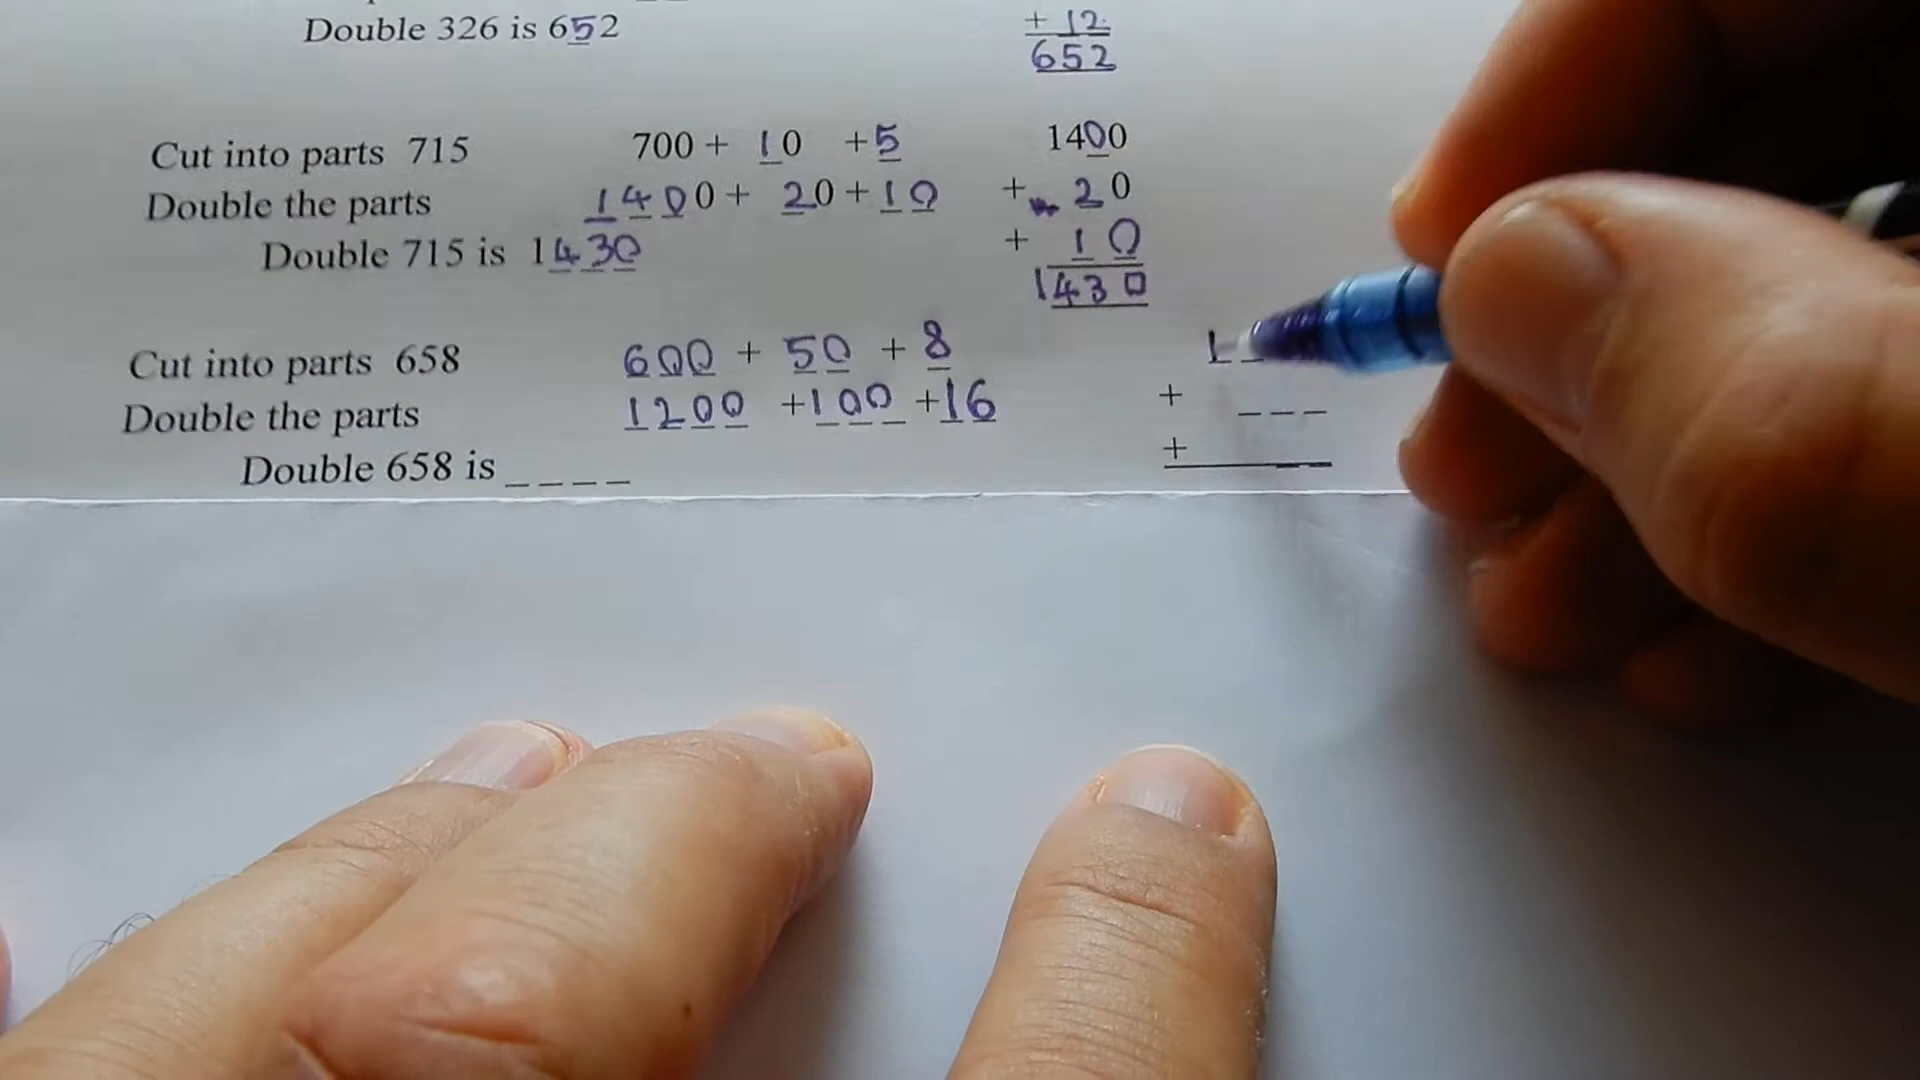 Double 326 is 652
+ 12
652
Cut into parts 715 700 + 10 +5 1400
Double the parts 1400 + 20 + 10 + 20
Double 715 is 1430 + 10
1430
Cut into parts 658 600 + 50 + 8 1_
Double the parts 1200 +100 +16 + _ _ _
Double 658 is _ _ _ _ + _ _